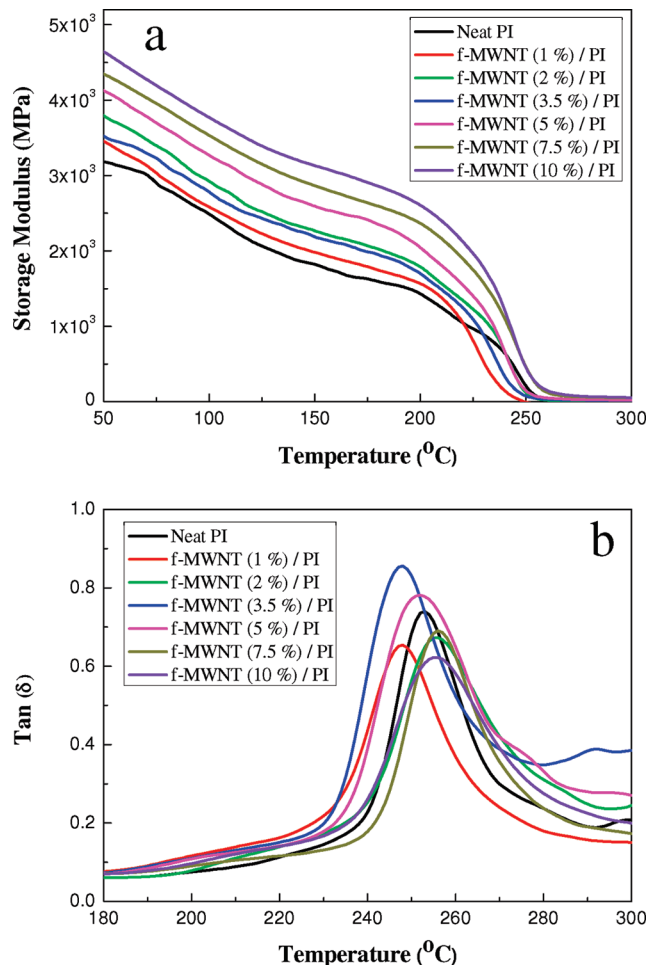 a
Neat PI
f-MWNT (1 %) / PI
f-MWNT (2 %) / PI
f-MWNT (3.5 %) / PI
f-MWNT (5 %) / PI
f-MWNT (7.5 %) / PI
f-MWNT (10 %) / PI
5x10³
4x10³
3x10³
2x10³
1x10³
0
Storage Modulus (MPa)
50 100 150 200 250 300
Temperature (⁰C)
b
Neat PI
f-MWNT (1 %) / PI
f-MWNT (2 %) / PI
f-MWNT (3.5 %) / PI
f-MWNT (5 %) / PI
f-MWNT (7.5 %) / PI
f-MWNT (10 %) / PI
1.0
0.8
0.6
0.4
0.2
0.0
Tan (δ)
180 200 220 240 260 280 300
Temperature (⁰C)